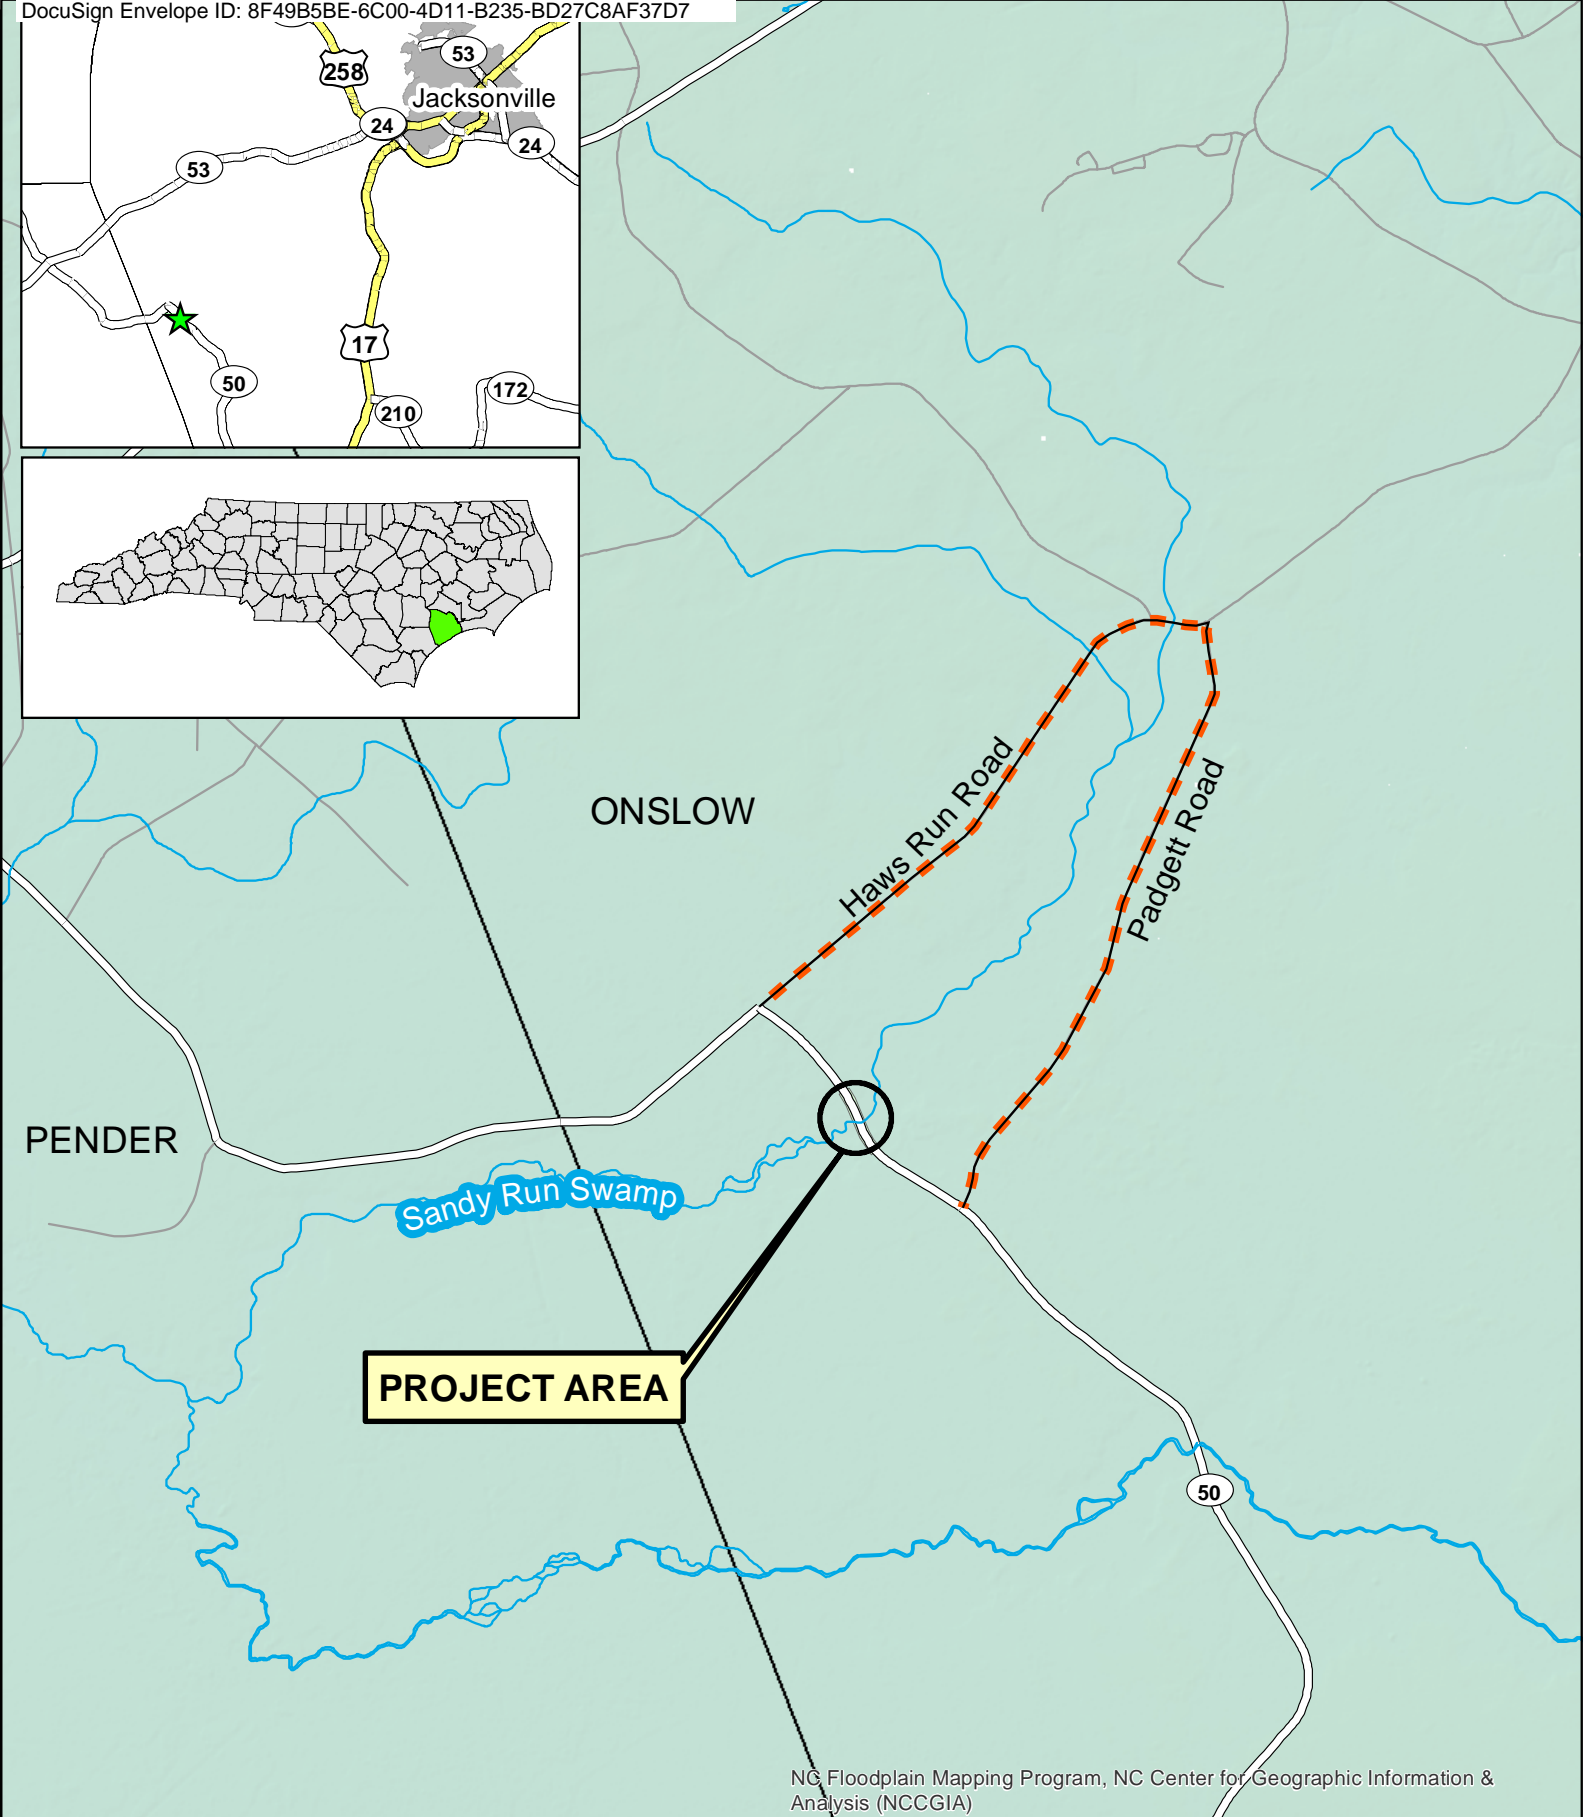 DocuSign Envelope ID: 8F49B5BE-6C00-4D11-B235-BD27C8AF37D7
258
53
Jacksonville
24
24
53
17
50
172
210
ONSLOW
Haws Run Road
Padgett Road
PENDER
Sandy Run Swamp
PROJECT AREA
50
NC Floodplain Mapping Program, NC Center for Geographic Information &
Analysis (NCCGIA)